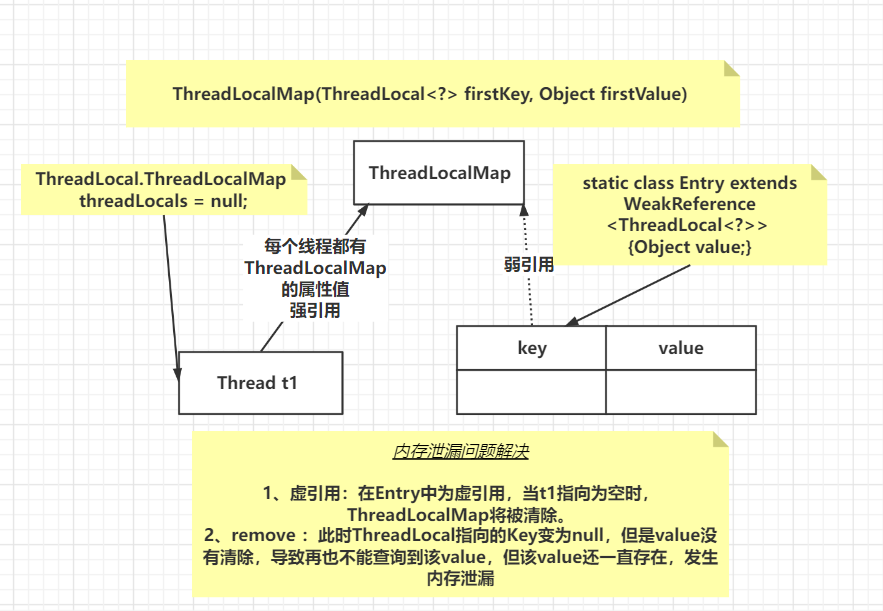 ThreadLocalMap(ThreadLocal<?> firstKey, Object firstValue)
ThreadLocalMap
ThreadLocal.ThreadLocalMap
threadLocals = null;
static class Entry extends
WeakReference
<ThreadLocal<?>>
{Object value;}
每个线程都有
ThreadLocalMap
的属性值
强引用
弱引用
Thread t1
key
value
内存泄漏问题解决
1、虚引用：在Entry中为虚引用，当t1指向为空时，
ThreadLocalMap将被清除。
2、remove ：此时ThreadLocal指向的Key变为null，但是value没
有清除，导致再也不能查询到该value，但该value还一直存在，发生
内存泄漏